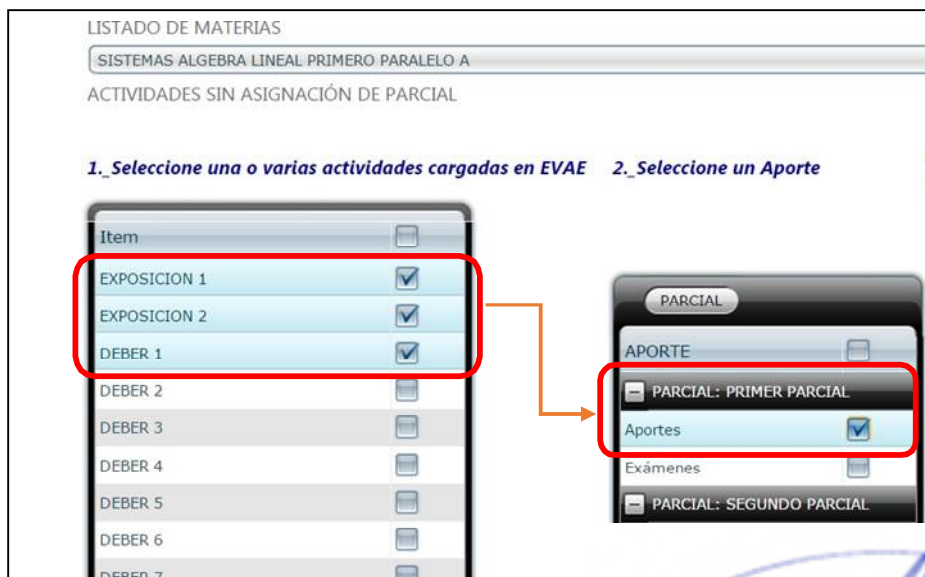 LISTADO DE MATERIAS
SISTEMAS ALGEBRA LINEAL PRIMERO PARALELO A
ACTIVIDADES SIN ASIGNACIÓN DE PARCIAL
1._Seleccione una o varias actividades cargadas en EVAE
2._Seleccione un Aporte
Item
EXPOSICION 1
EXPOSICION 2
DEBER 1
DEBER 2
DEBER 3
DEBER 4
DEBER 5
DEBER 6
DEBER 7
PARCIAL
APORTE
PARCIAL: PRIMER PARCIAL
Aportes
Exámenes
PARCIAL: SEGUNDO PARCIAL